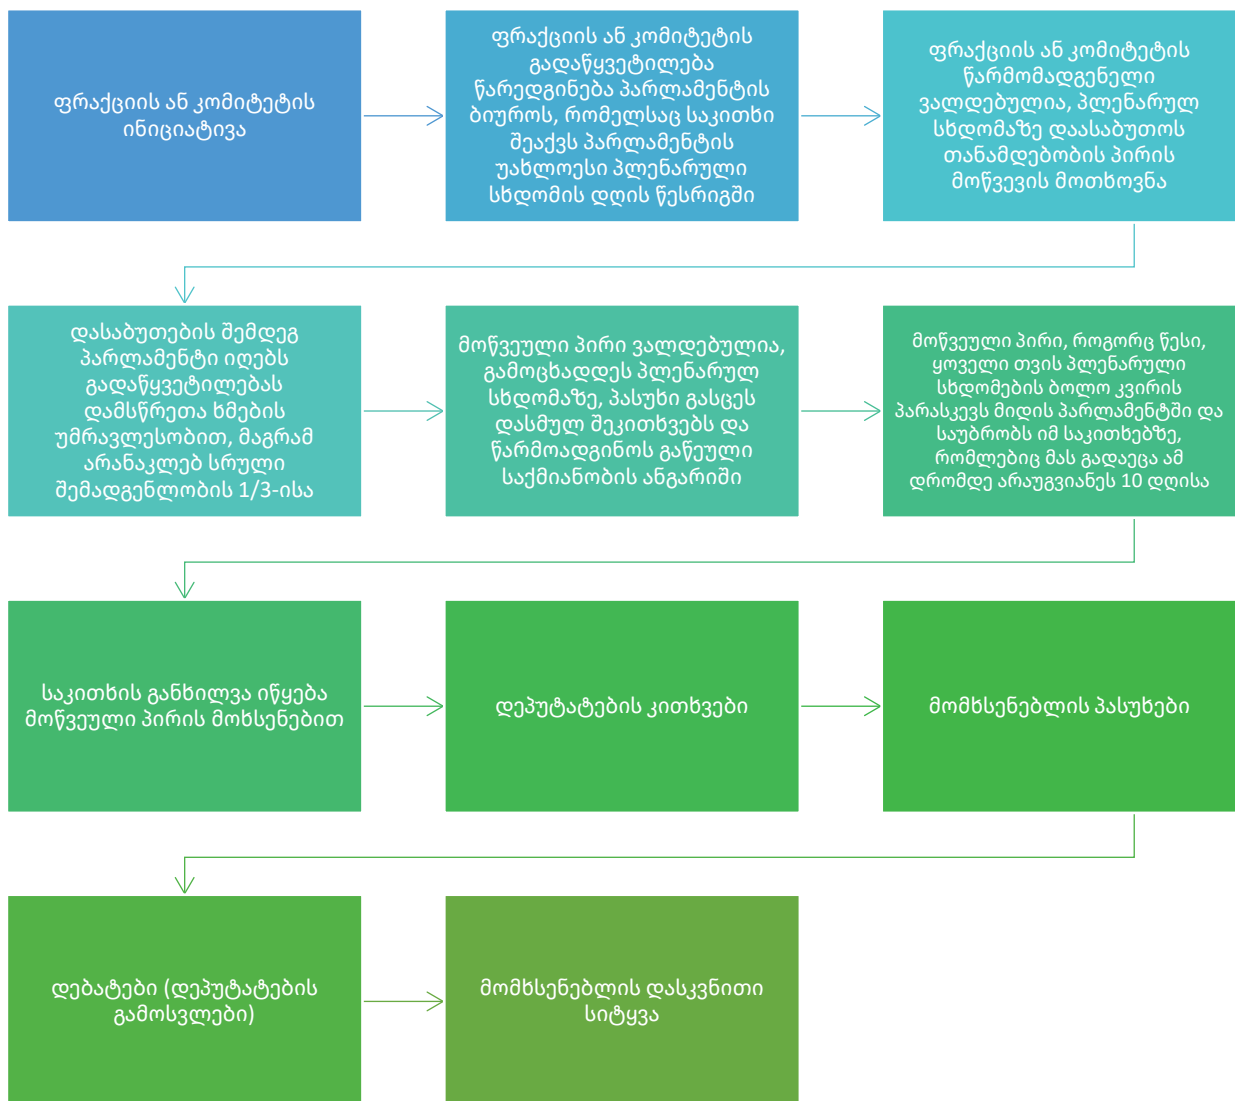 ფრაქციის ან კომიტეტის
ინიციატივა
ფრაქციის ან კომიტეტის
გადაწყვეტილება
წარედგინება პარლამენტის
ბიუროს, რომელსაც საკითხი
შეაქვს პარლამენტის
უახლოესი პლენარული
სხდომის დღის წესრიგში
ფრაქციის ან კომიტეტის
წარმომადგენელი
ვალდებულია, პლენარულ
სხდომაზე დაასაბუთოს
თანამდებობის პირის
მოწვევის მოთხოვნა
დასაბუთების შემდეგ
პარლამენტი იღებს
გადაწყვეტილებას
დამსწრეთა ხმების
უმრავლესობით, მაგრამ
არანაკლებ სრული
შემადგენლობის 1/3-ისა
მოწვეული პირი ვალდებულია,
გამოცხადდეს პლენარულ
სხდომაზე, პასუხი გასცეს
დასმულ შეკითხვებს და
წარმოადგინოს გაწეული
საქმიანობის ანგარიში
მოწვეული პირი, როგორც წესი,
ყოველი თვის პლენარული
სხდომების ბოლო კვირის
პარასკევს მიდის პარლამენტში და
საუბრობს იმ საკითხებზე,
რომლებიც მას გადაეცა ამ
დრომდე არაუგვიანეს 10 დღისა
საკითხის განხილვა იწყება
მოწვეული პირის მოხსენებით
დეპუტატების კითხვები
მომხსენებლის პასუხები
დებატები (დეპუტატების
გამოსვლები)
მომხსენებლის დასკვნითი
სიტყვა